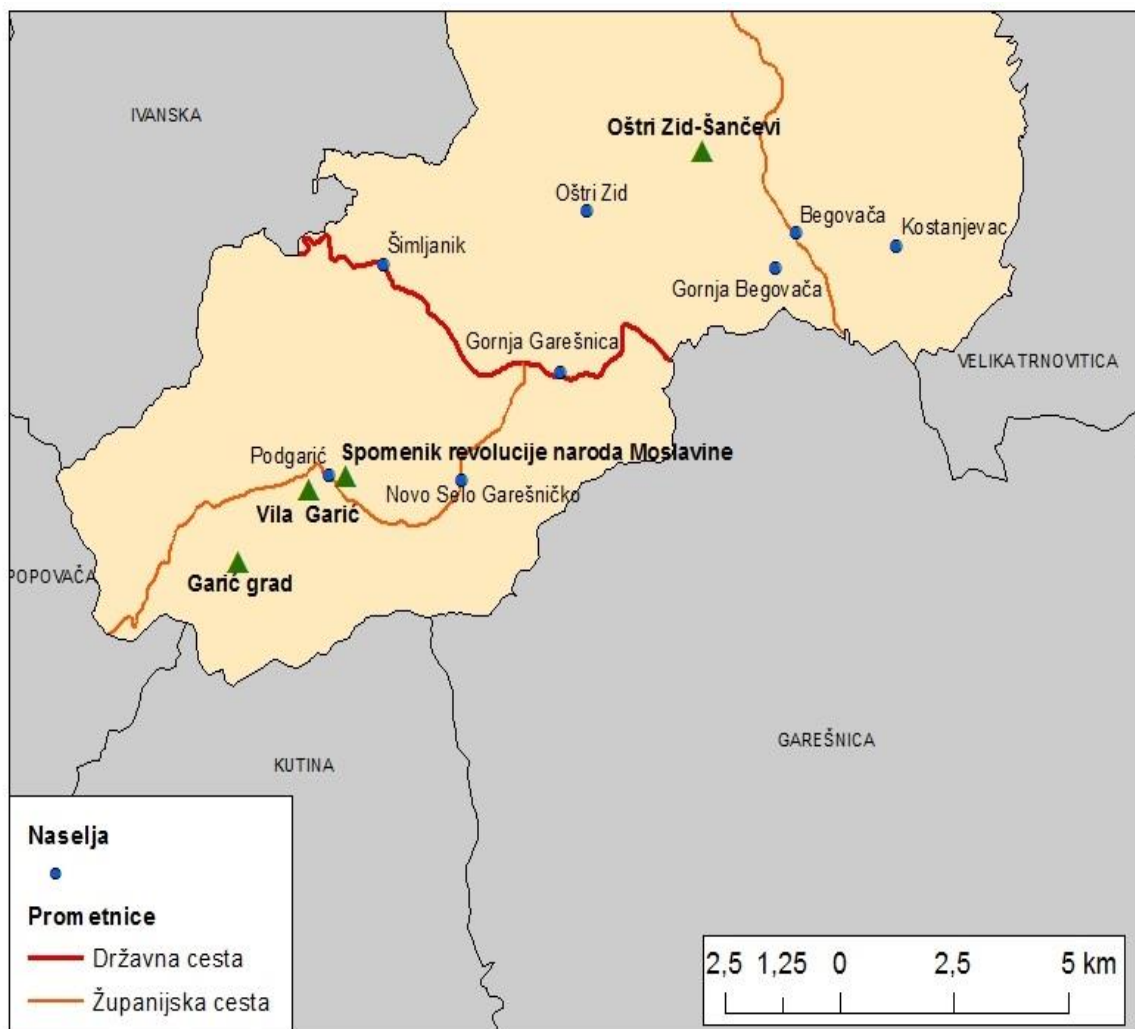 IVANSKA
Oštri Zid-Šančevi
Oštri Zid
Begovača
Kostanjevac
Šimljanik
Gornja Begovača
Gornja Garešnica
VELIKA TRNOVITICA
Podgarić
Spomenik revolucije naroda Moslavine
Novo Selo Garešničko
Vila Garić
POPOVAČA
Garić grad
GAREŠNICA
KUTINA
Naselja
Prometnice
Državna cesta
Županijska cesta
2,5 1,25 0 2,5 5 km